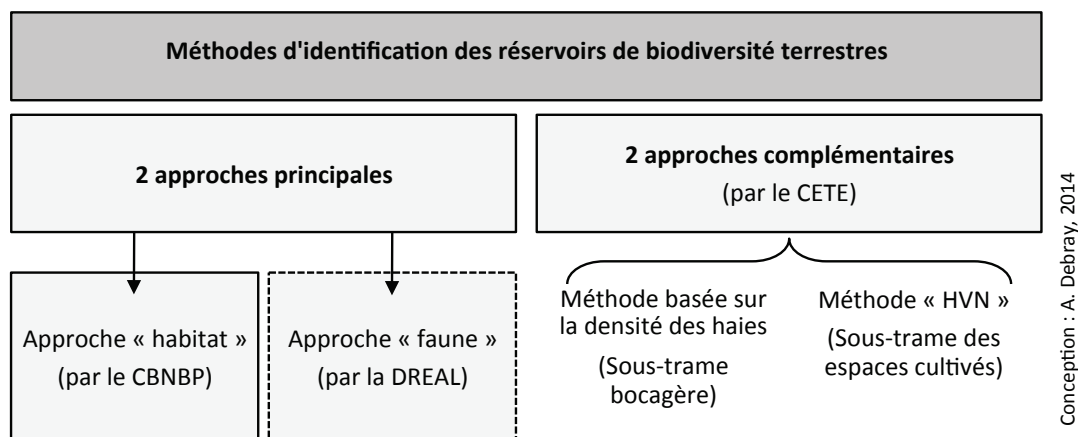 Méthodes d'identification des réservoirs de biodiversité terrestres
2 approches principales
2 approches complémentaires
(par le CETE)
Approche « habitat »
(par le CBNBP)
Approche « faune »
(par la DREAL)
Méthode basée sur
la densité des haies
(Sous-trame
bocagère)
Méthode « HVN »
(Sous-trame des
espaces cultivés)
Conception : A. Debray, 2014